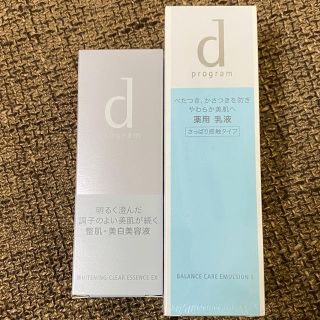 d
program
明るく澄んだ
調子のよい美肌が続く
整肌・美白美容液
WHITENING CLEAR ESSENCE EX
d
program
べたつき、かさつきを防ぎ
やわらか美肌へ
薬用 乳液
さっぱり感触タイプ
BALANCE CARE EMULSION